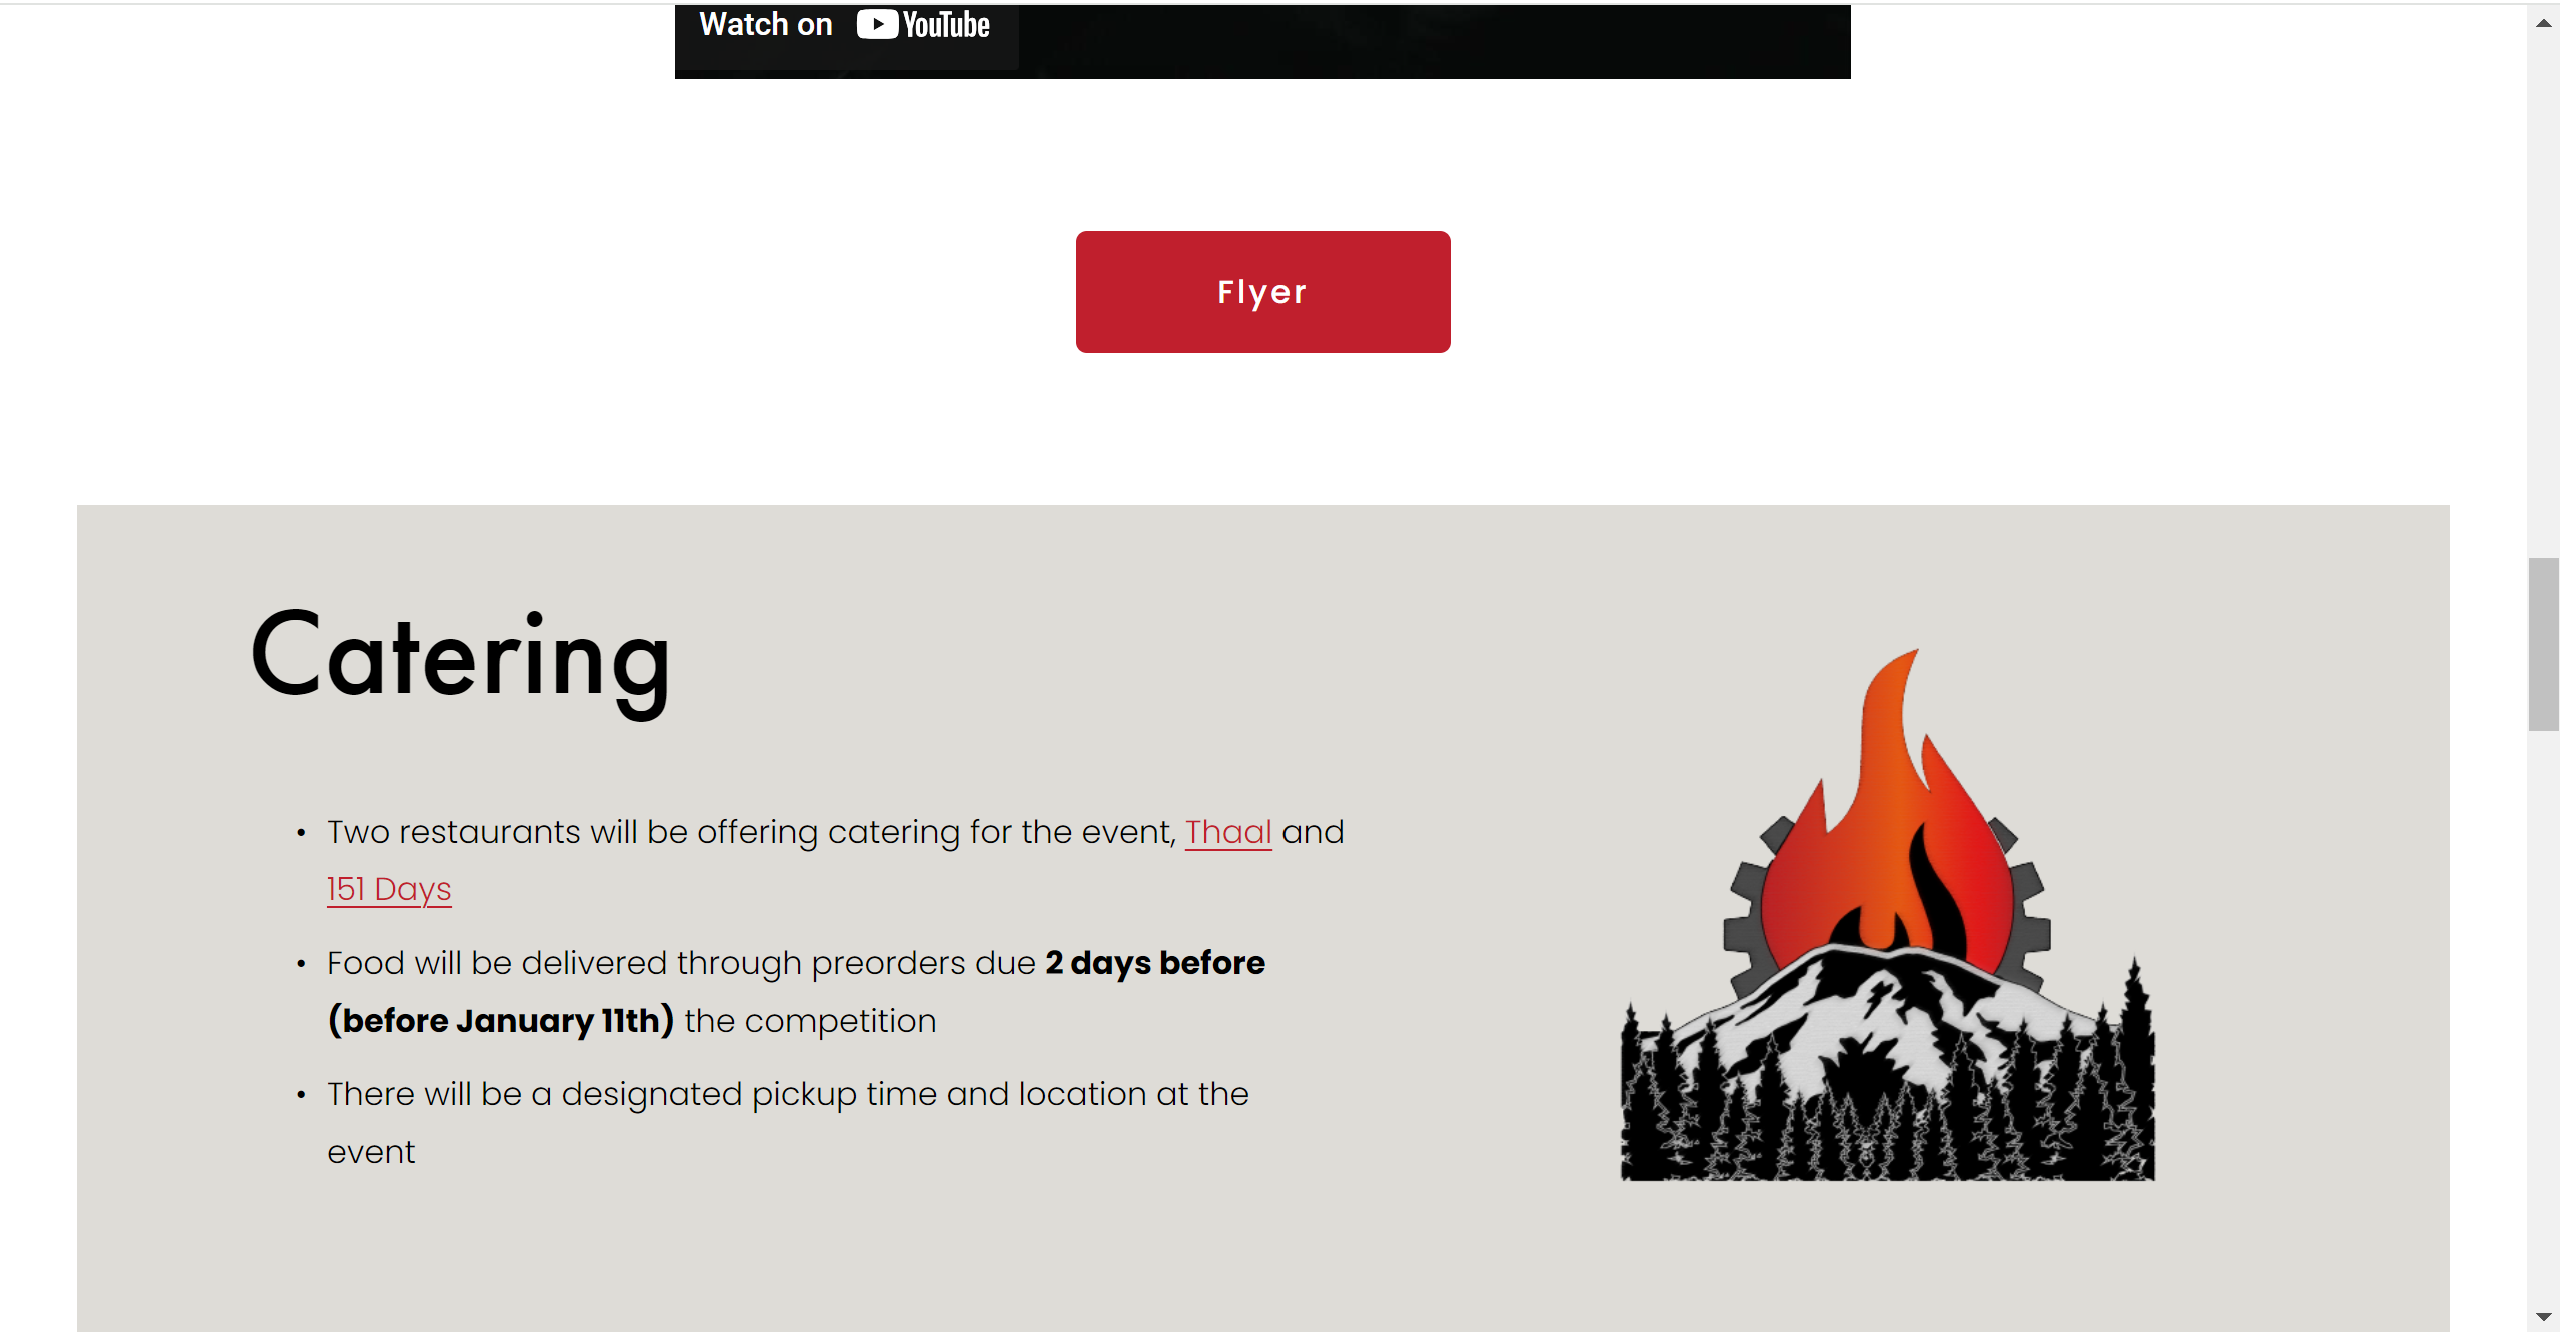 Watch on YouTube
Flyer
Catering
• Two restaurants will be offering catering for the event, Thaal and
151 Days
• Food will be delivered through preorders due 2 days before
(before January 11th) the competition
• There will be a designated pickup time and location at the
event